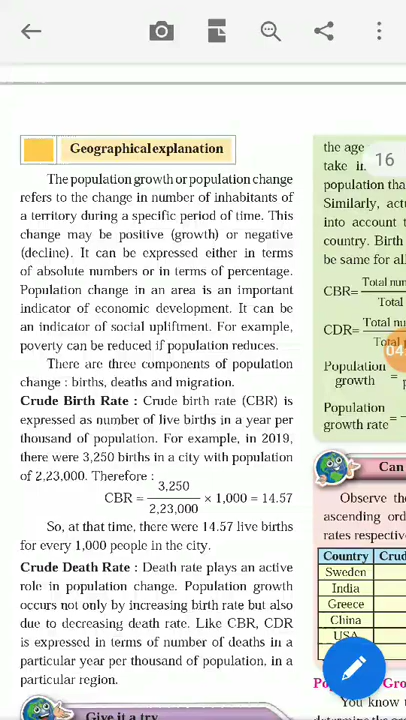 Geographical explanation
The population growth or population change
refers to the change in number of inhabitants of
a territory during a specific period of time. This
change may be positive (growth) or negative
(decline). It can be expressed either in terms
of absolute numbers or in terms of percentage.
Population change in an area is an important
indicator of economic development. It can be
an indicator of social upliftment. For example,
poverty can be reduced if population reduces.
There are three components of population
change : births, deaths and migration.
Crude Birth Rate : Crude birth rate (CBR) is
expressed as number of live births in a year per
thousand of population. For example, in 2019,
there were 3,250 births in a city with population
of 2,23,000. Therefore :
3,250
CBR = × 1,000 = 14.57
2,23,000
So, at that time, there were 14.57 live births
for every 1,000 people in the city.
Crude Death Rate : Death rate plays an active
role in population change. Population growth
occurs not only by increasing birth rate but also
due to decreasing death rate. Like CBR, CDR
is expressed in terms of number of deaths in a
particular year per thousand of population, in a
particular region.
Give it a try
the age
take in
16
population tha
Similarly, actu
into account t
country. Birth
be same for all
Total num
CBR=
Total
Total nu
CDR=
Total
04
Population
growth =
Population
growth rate =
Can
Observe the
ascending ord
rates respectiv
Country Crud
Sweden
India
Greece
China
USA
Gro
You know